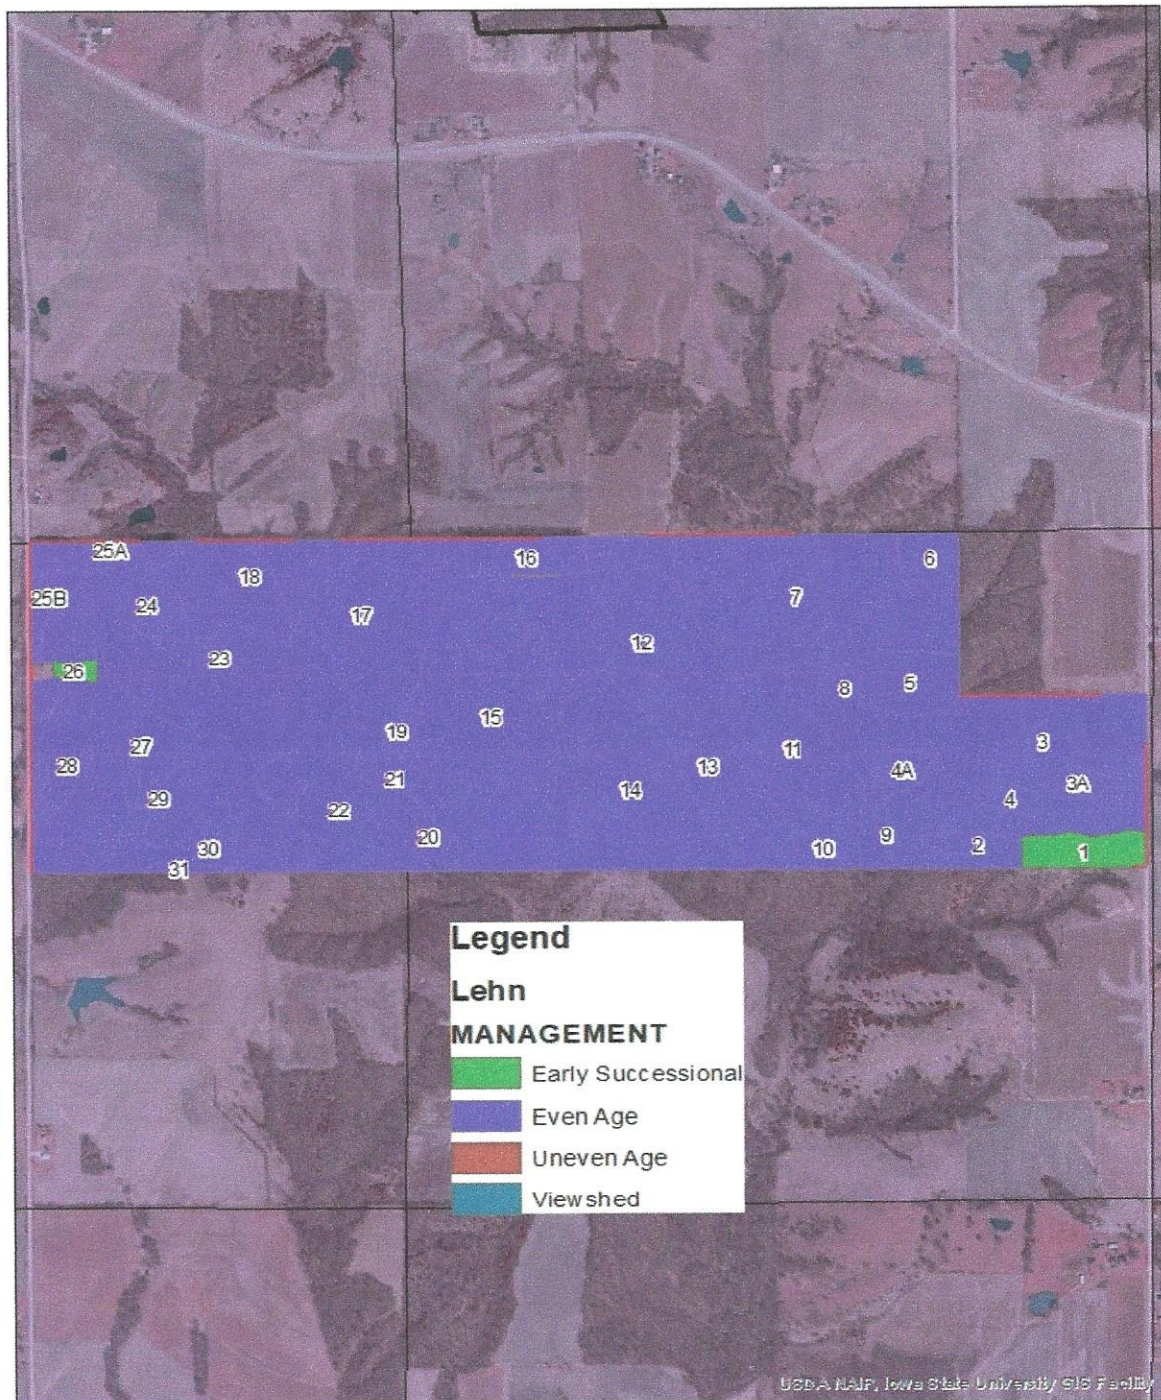 25A
16
6
18
25B
24
7
17
12
23
26
8
5
15
19
3
27
11
28
13
4A
21
3A
14
29
4
22
20
9
30
10
2
1
31
Legend
Lehn
MANAGEMENT
Early Successional
Even Age
Uneven Age
Viewshed
USDA NAIP, Iowa State University GIS Facility